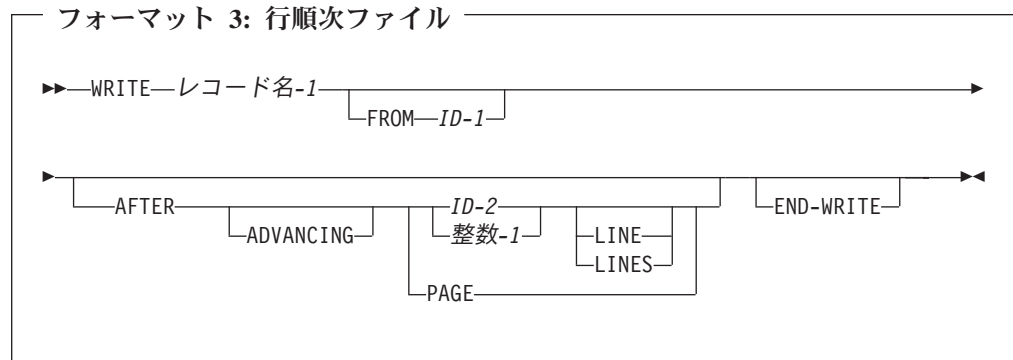 フォーマット 3: 行順次ファイル
WRITE レコード名-1
FROM ID-1
AFTER
ADVANCING
ID-2
整数-1
LINE
LINES
PAGE
END-WRITE